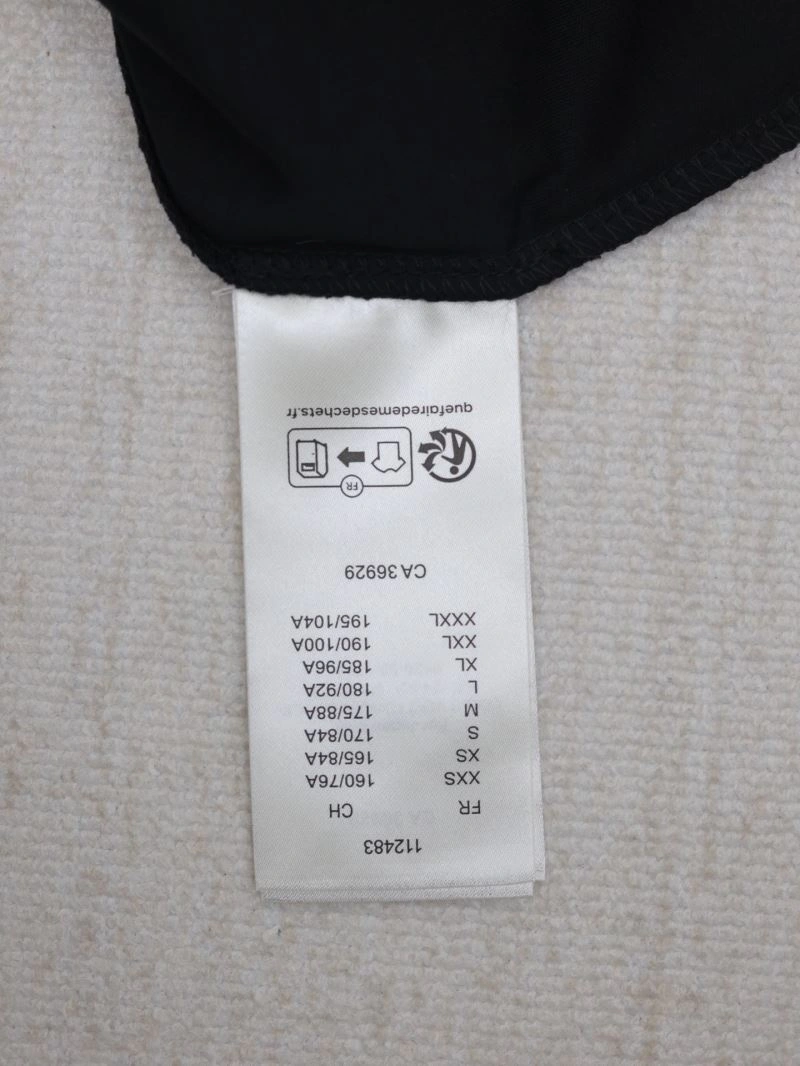 112483
FR CH
XXS 160/76A
XS 165/84A
S 170/84A
M 175/88A
L 180/92A
XL 185/96A
XXL 190/100A
XXXL 195/104A
CA 36929
FR
quefairedemesdechets.fr